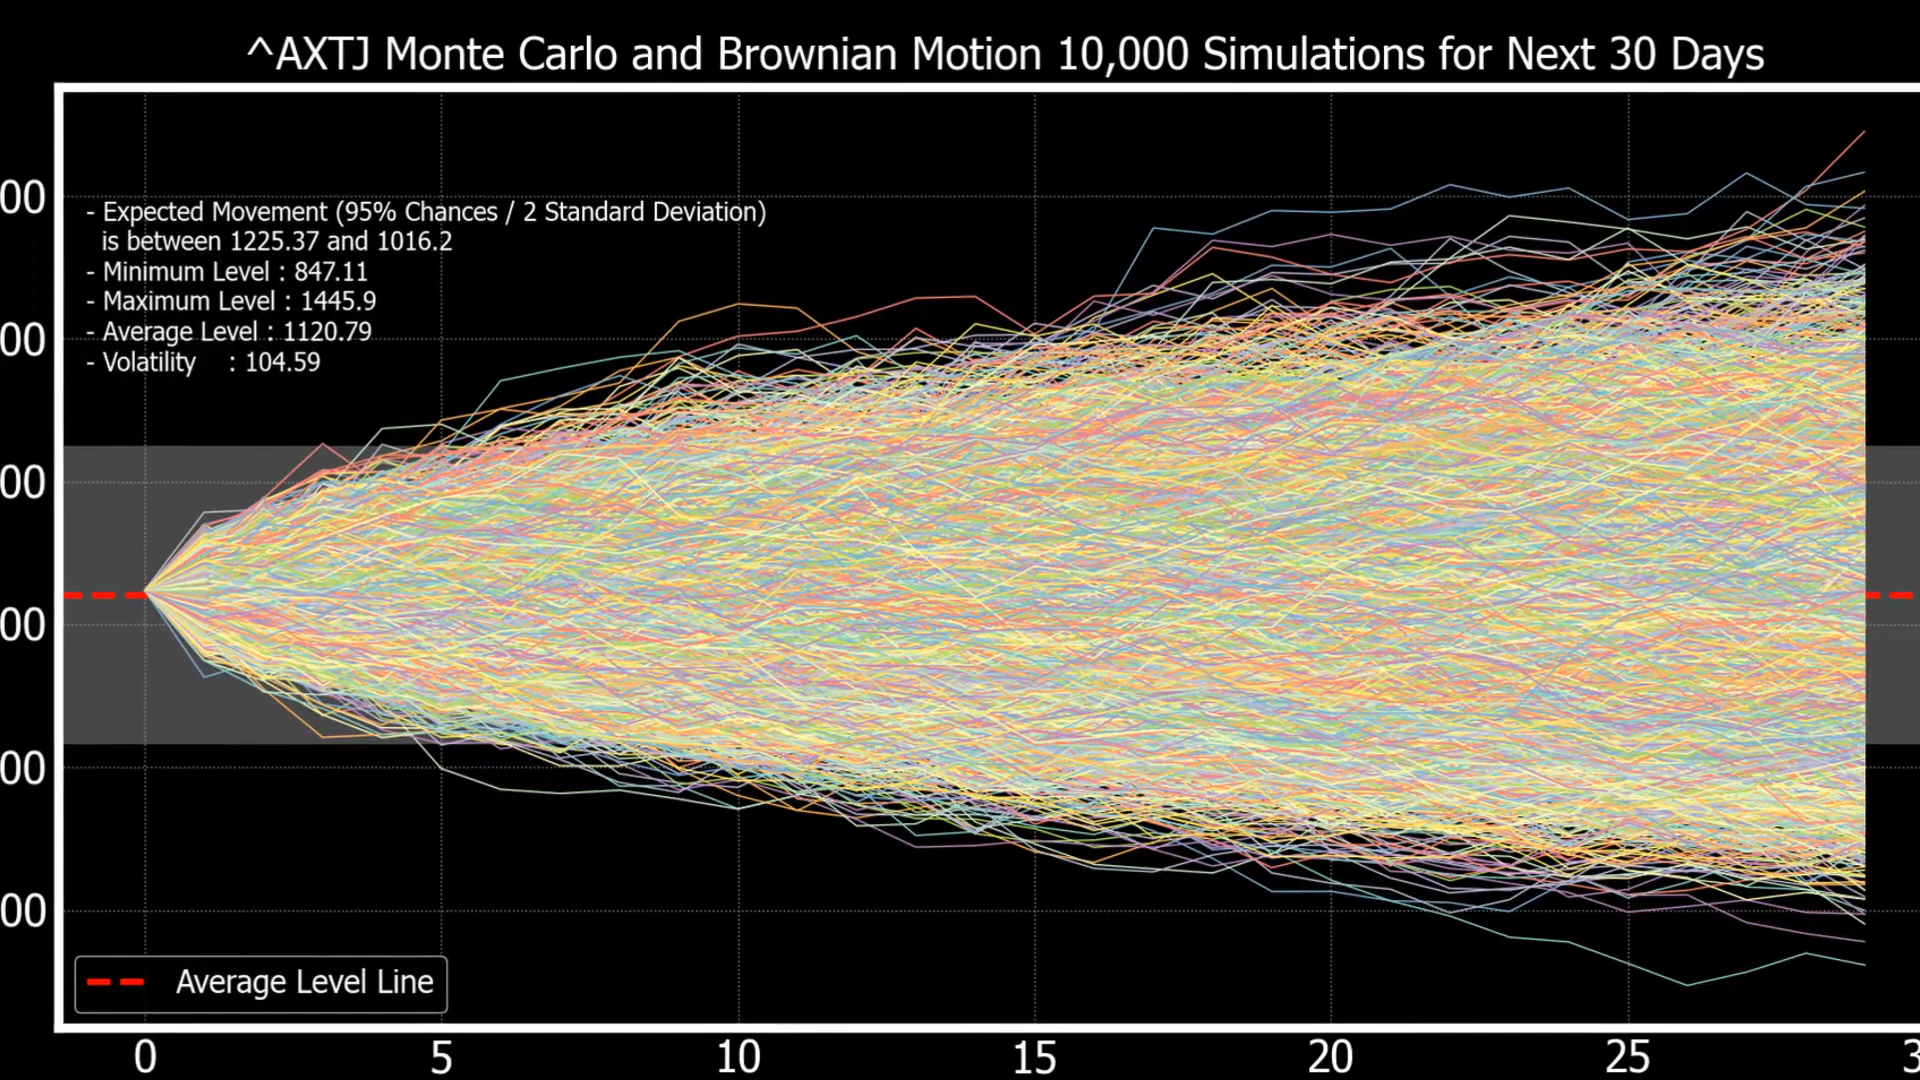 ^AXTJ Monte Carlo and Brownian Motion 10,000 Simulations for Next 30 Days
- Expected Movement (95% Chances / 2 Standard Deviation)
is between 1225.37 and 1016.2
- Minimum Level : 847.11
- Maximum Level : 1445.9
- Average Level : 1120.79
- Volatility : 104.59
00
00
00
00
00
00
Average Level Line
0 5 10 15 20 25 3